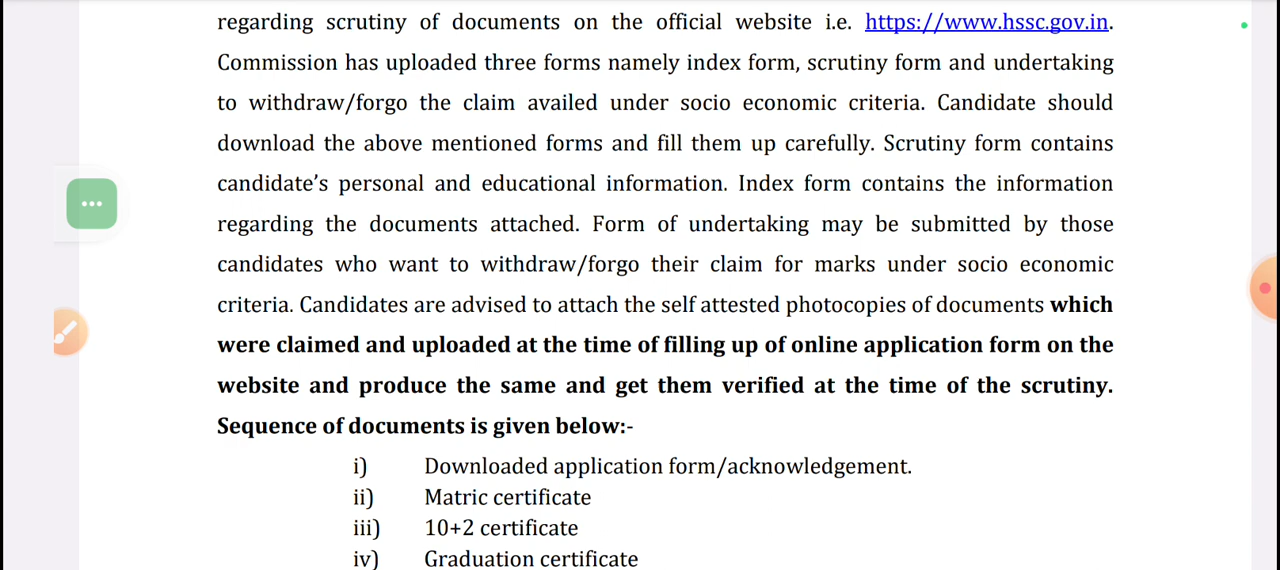 regarding scrutiny of documents on the official website i.e. https://www.hssc.gov.in.
Commission has uploaded three forms namely index form, scrutiny form and undertaking
to withdraw/forgo the claim availed under socio economic criteria. Candidate should
download the above mentioned forms and fill them up carefully. Scrutiny form contains
candidate’s personal and educational information. Index form contains the information
regarding the documents attached. Form of undertaking may be submitted by those
candidates who want to withdraw/forgo their claim for marks under socio economic
criteria. Candidates are advised to attach the self attested photocopies of documents which
were claimed and uploaded at the time of filling up of online application form on the
website and produce the same and get them verified at the time of the scrutiny.
Sequence of documents is given below:-
i) Downloaded application form/acknowledgement.
ii) Matric certificate
iii) 10+2 certificate
iv) Graduation certificate